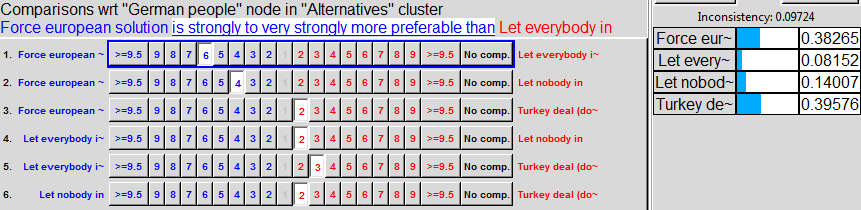 Comparisons wrt "German people" node in "Alternatives" cluster
Force european solution is strongly to very strongly more preferable than Let everybody in
1. Force european ~ >=9.5 9 8 7 6 5 4 3 2 1 2 3 4 5 6 7 8 9 >=9.5 No comp. Let everybody i~
2. Force european ~ >=9.5 9 8 7 6 5 4 3 2 1 2 3 4 5 6 7 8 9 >=9.5 No comp. Let nobody in
3. Force european ~ >=9.5 9 8 7 6 5 4 3 2 1 2 3 4 5 6 7 8 9 >=9.5 No comp. Turkey deal (do~
4. Let everybody i~ >=9.5 9 8 7 6 5 4 3 2 1 2 3 4 5 6 7 8 9 >=9.5 No comp. Let nobody in
5. Let everybody i~ >=9.5 9 8 7 6 5 4 3 2 1 2 3 4 5 6 7 8 9 >=9.5 No comp. Turkey deal (do~
6. Let nobody in >=9.5 9 8 7 6 5 4 3 2 1 2 3 4 5 6 7 8 9 >=9.5 No comp. Turkey deal (do~
Inconsistency: 0.09724
Force eur~ 0.38265
Let every~ 0.08152
Let nobod~ 0.14007
Turkey de~ 0.39576